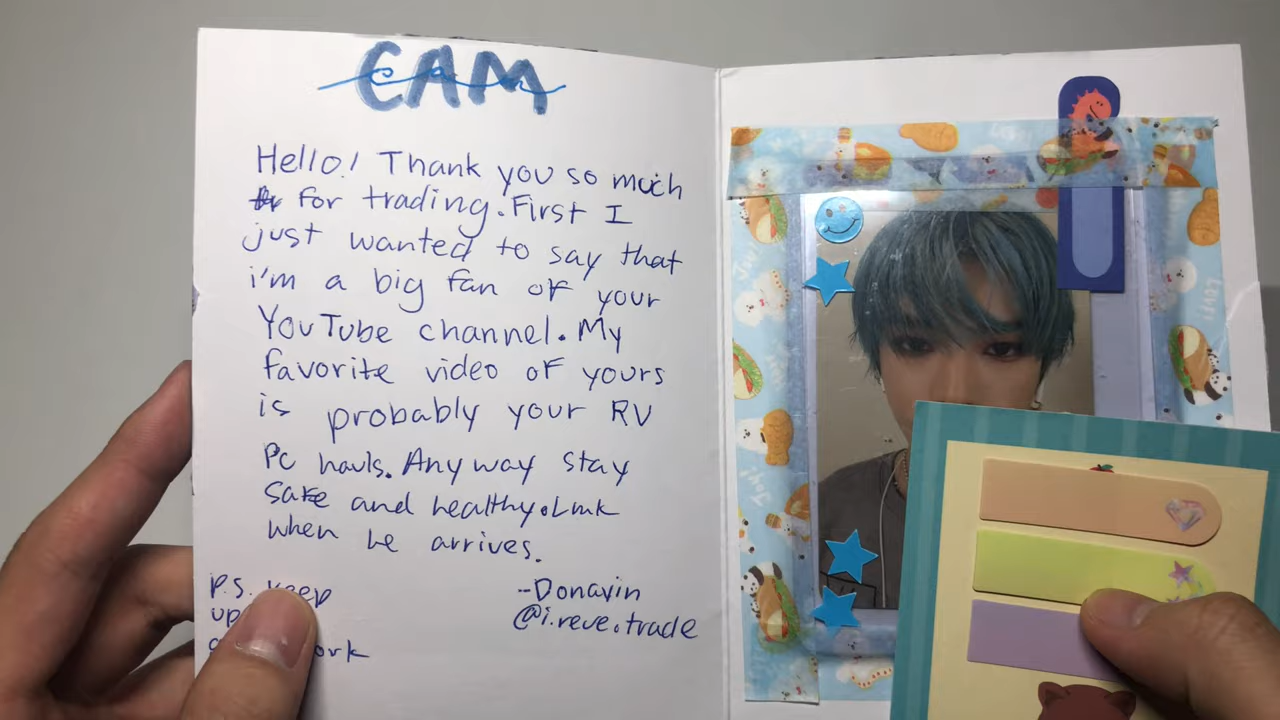 CAM
Cam
Hello! Thank you so much
for trading. First I
just wanted to say that
i'm a big fan of your
YouTube channel. My
favorite video of yours
is probably your RV
Pc hauls. Anyway stay
safe and healthy. Lmk
when he arrives.
P.S. keep
-Donavin
@i.reve.trade